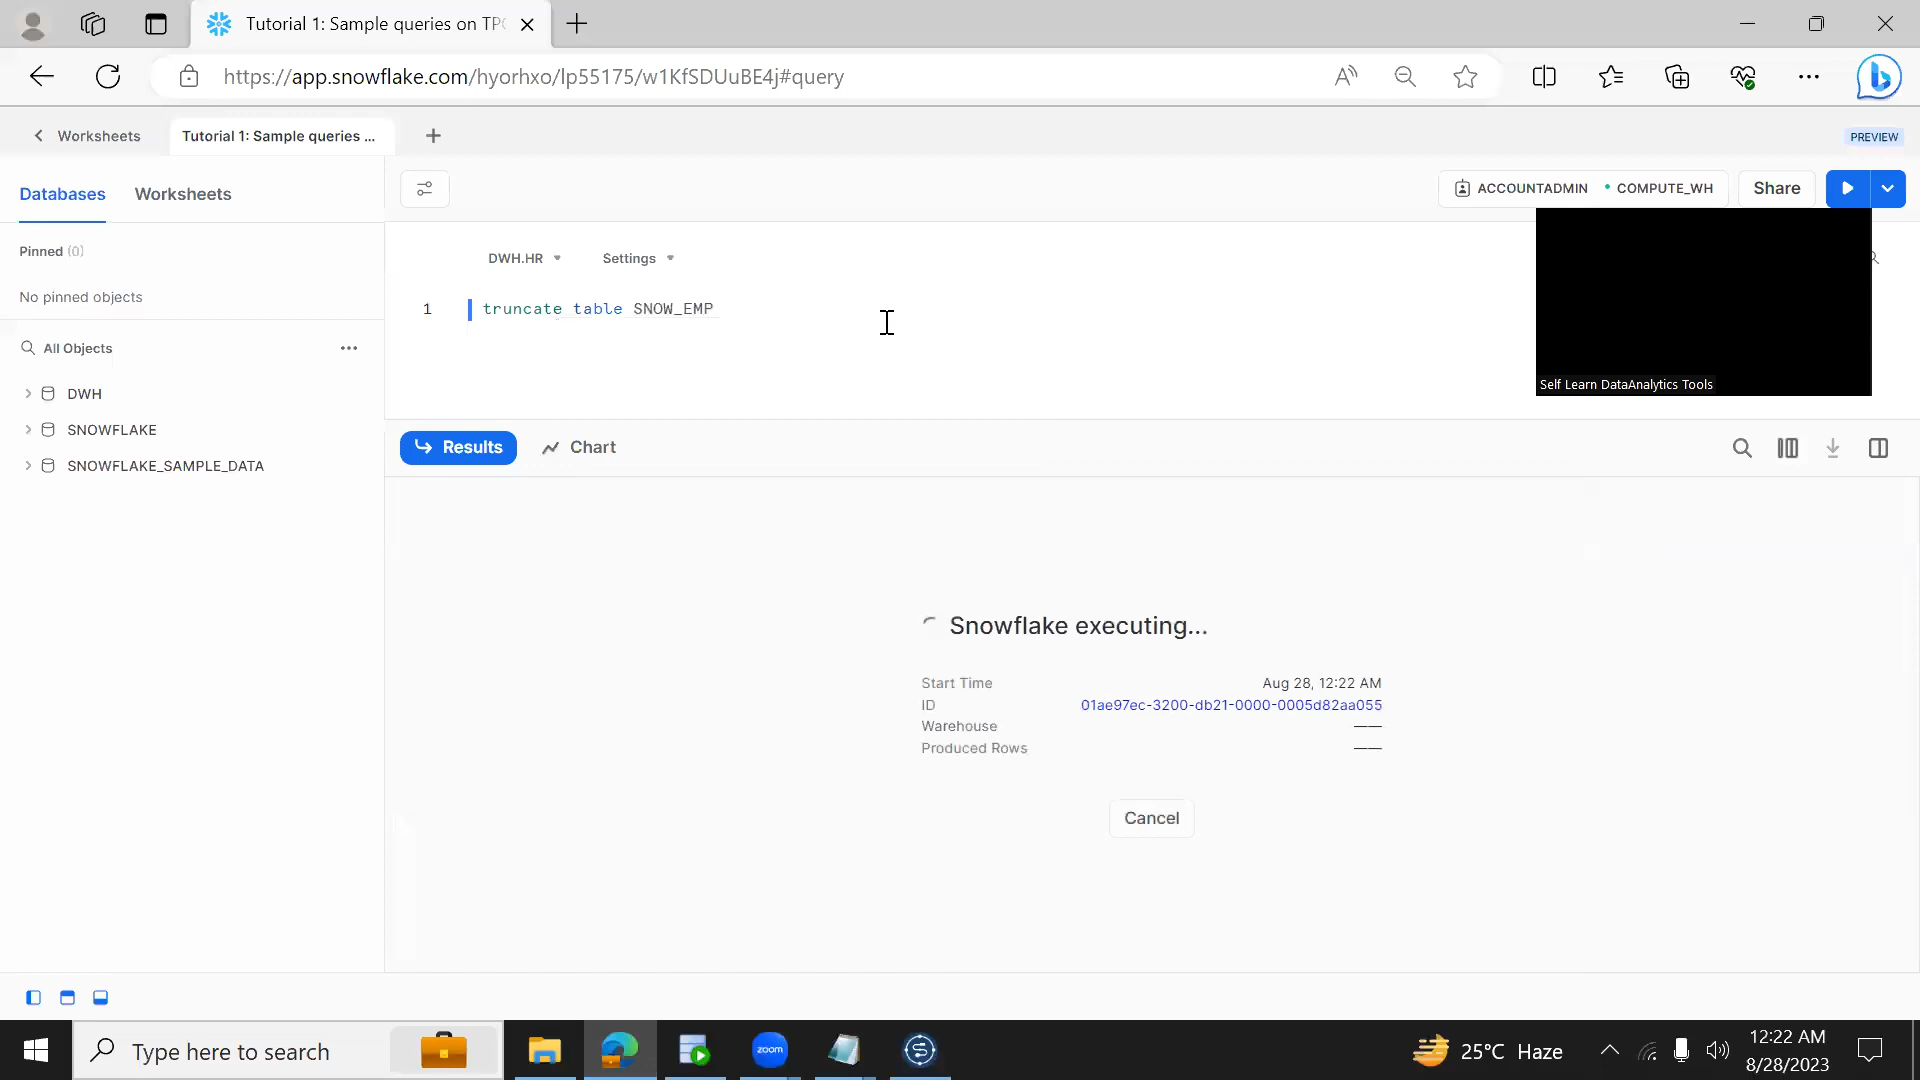 Tutorial 1: Sample queries on TPC
https://app.snowflake.com/hyorhxo/lp55175/w1KfSDUuBE4j#query
Worksheets
Tutorial 1: Sample queries ...
PREVIEW
Databases
Worksheets
ACCOUNTADMIN
COMPUTE_WH
Share
Pinned (0)
DWH.HR
Settings
No pinned objects
1
truncate table SNOW_EMP
All Objects
Self Learn DataAnalytics Tools
DWH
SNOWFLAKE
SNOWFLAKE_SAMPLE_DATA
Results
Chart
Snowflake executing...
Start Time
Aug 28, 12:22 AM
ID
01ae97ec-3200-db21-0000-0005d82aa055
Warehouse
——
Produced Rows
——
Cancel
Type here to search
zoom
25°C Haze
12:22 AM
8/28/2023